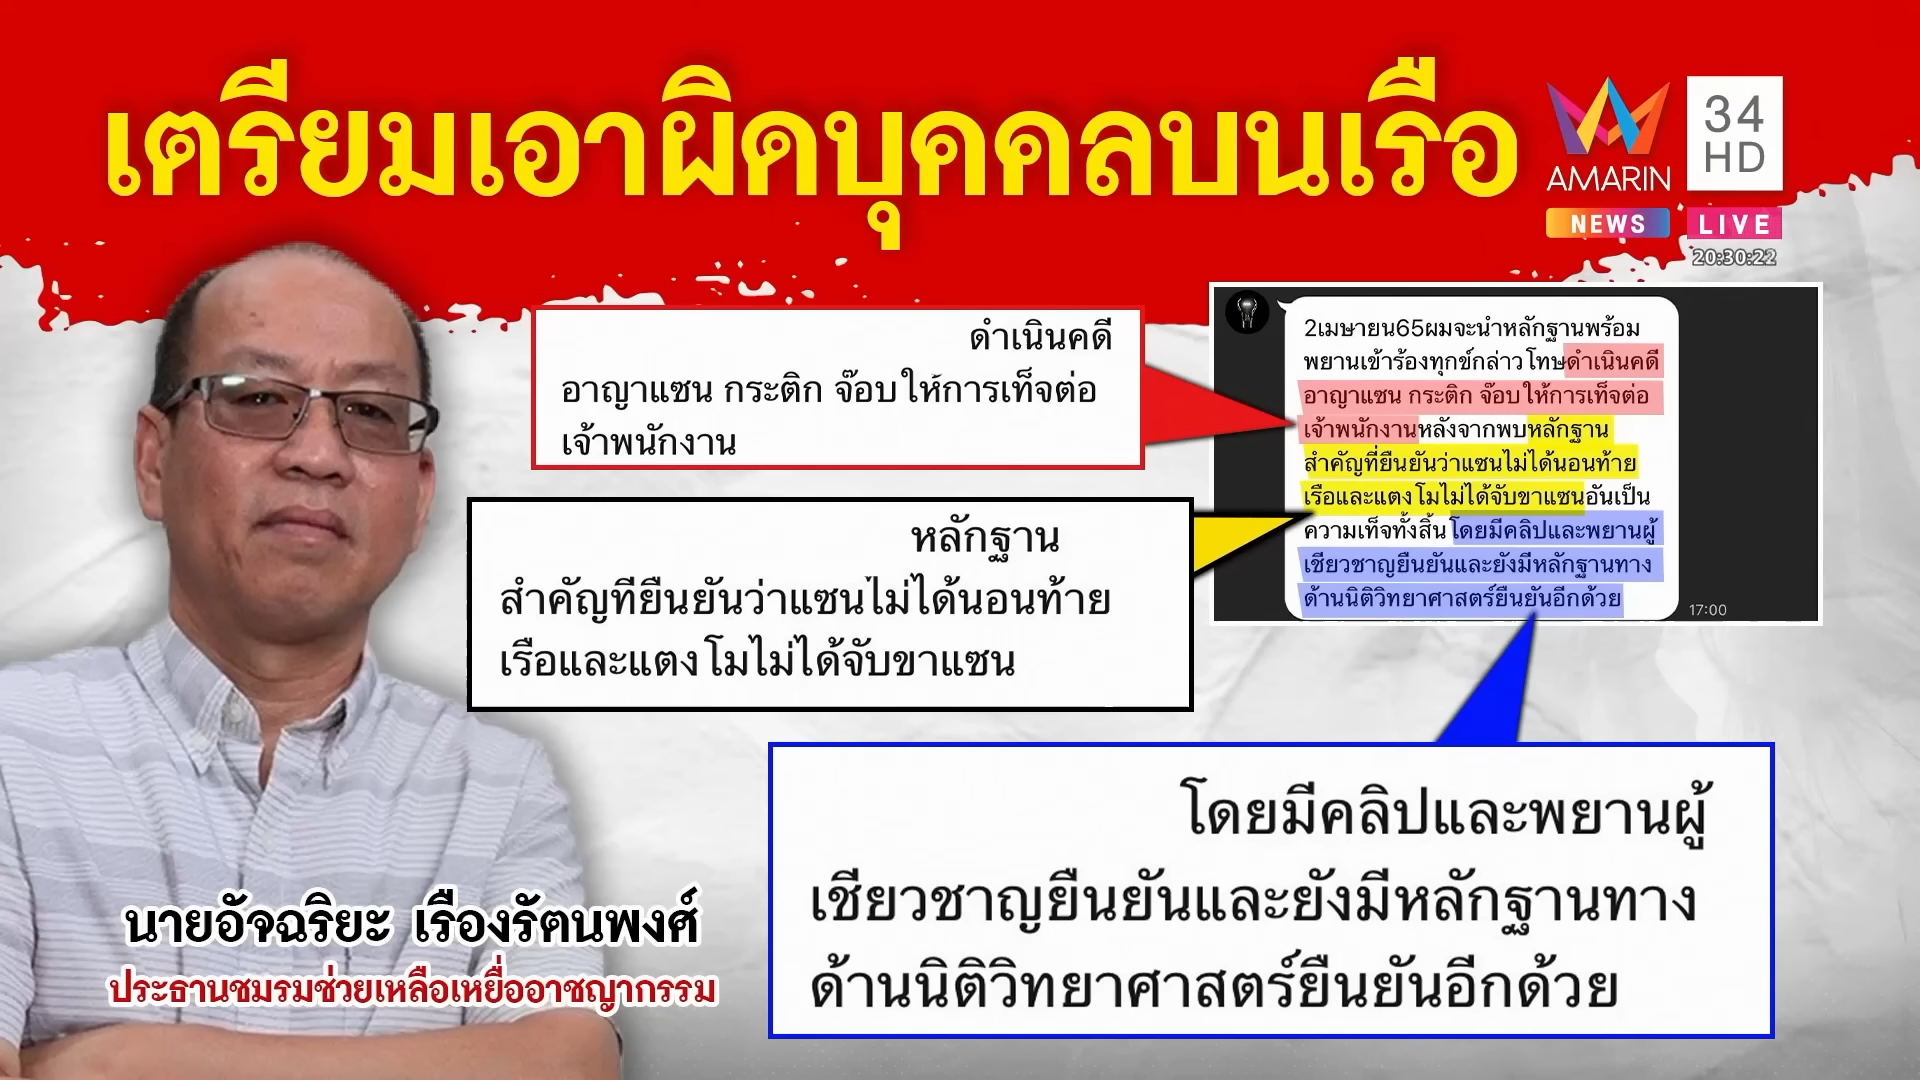 เตรียมเอาผิดบุคคลบนเรือ
AMARIN
34
HD
NEWS
LIVE
20:30:22
ดำเนินคดี
อาญาแซน กระติก จ๊อบ ให้การเท็จต่อ
เจ้าพนักงาน
2เมษายน65ผมจะนำหลักฐานพร้อม
พยานเข้าร้องทุกข์กล่าวโทษดำเนินคดี
อาญาแซน กระติก จ๊อบ ให้การเท็จต่อ
เจ้าพนักงานหลังจากพบหลักฐาน
สำคัญที่ยืนยันว่าแซนไม่ได้นอนท้าย
เรือและแตงโมไม่ได้จับขาแซนอันเป็น
ความเท็จทั้งสิ้นโดยมีคลิปและพยานผู้
เชียวชาญยืนยันและยังมีหลักฐานทาง
ด้านนิติวิทยาศาสตร์ยืนยันอีกด้วย
17:00
หลักฐาน
สำคัญที่ยืนยันว่าแซนไม่ได้นอนท้าย
เรือและแตงโมไม่ได้จับขาแซน
โดยมีคลิปและพยานผู้
เชียวชาญยืนยันและยังมีหลักฐานทาง
ด้านนิติวิทยาศาสตร์ยืนยันอีกด้วย
นายอัจฉริยะ เรืองรัตนพงศ์
ประธานชมรมช่วยเหลือเหยื่ออาชญากรรม